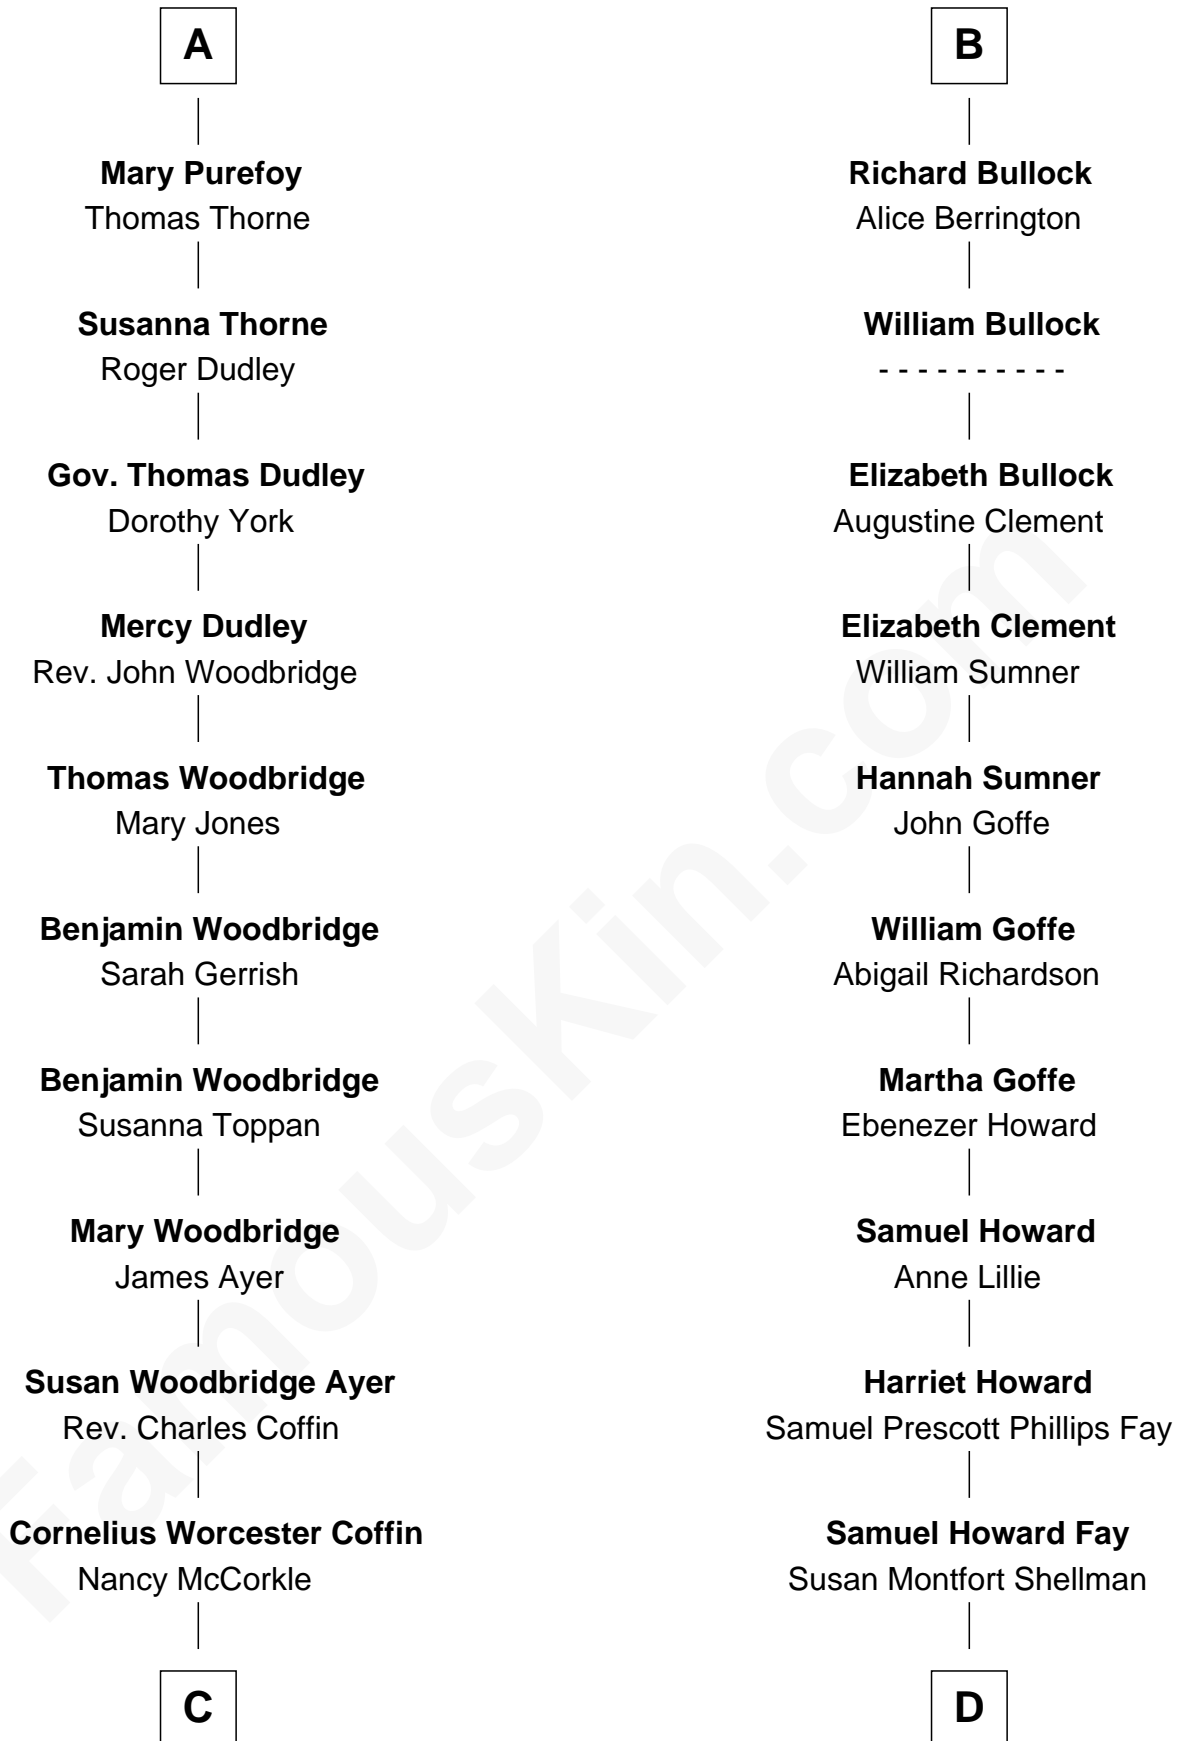 A
Mary Purefoy
Thomas Thorne
Susanna Thorne
Roger Dudley
Gov. Thomas Dudley
Dorothy York
Mercy Dudley
Rev. John Woodbridge
Thomas Woodbridge
Mary Jones
Benjamin Woodbridge
Sarah Gerrish
Benjamin Woodbridge
Susanna Toppan
Mary Woodbridge
James Ayer
Susan Woodbridge Ayer
Rev. Charles Coffin
Cornelius Worcester Coffin
Nancy McCorkle
C
B
Richard Bullock
Alice Berrington
William Bullock
- - - - - - - - - -
Elizabeth Bullock
Augustine Clement
Elizabeth Clement
William Sumner
Hannah Sumner
John Goffe
William Goffe
Abigail Richardson
Martha Goffe
Ebenezer Howard
Samuel Howard
Anne Lillie
Harriet Howard
Samuel Prescott Phillips Fay
Samuel Howard Fay
Susan Montfort Shellman
D
FamousKin.com